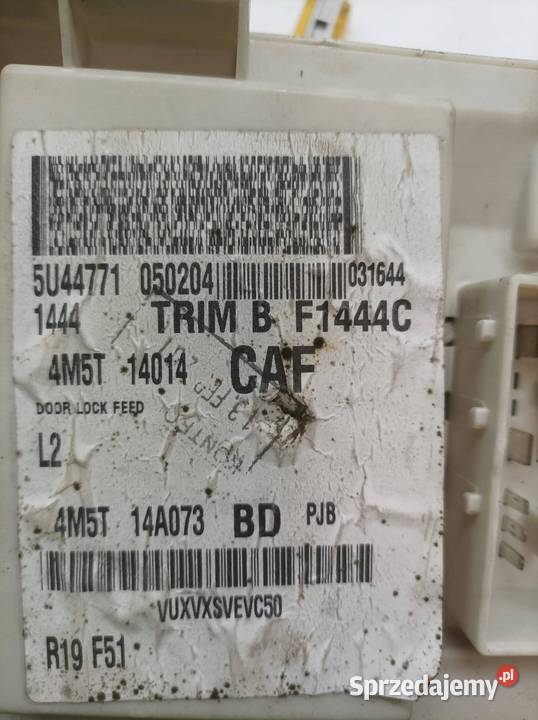 5U44771 050204 031644
1444 TRIM B F1444C
4M5T 14014 CAF
DOOR LOCK FEED
L2
4M5T 14A073 BD PJB
VUXVXSVEVC50
R19 F51
Sprzedajemy.pl